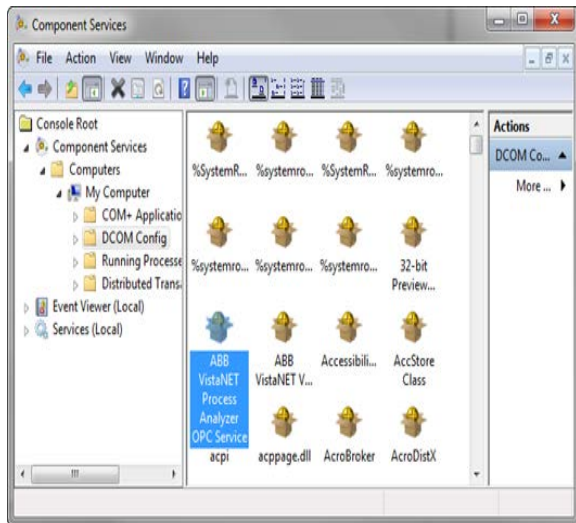 Component Services
File Action View Window Help
Console Root
Component Services
Computers
My Computer
COM+ Applicatio
DCOM Config
Running Processe
Distributed Trans
Event Viewer (Local)
Services (Local)
%SystemR... %systemro... %SystemR... %systemro...
%systemro... %systemro... %systemro... 32-bit
Preview...
ABB
VistaNET
Process
Analyzer
OPC Service
ABB
VistaNET V...
Accessibili...
AccStore
Class
acpi acppage.dll AcroBroker AcroDistX
Actions
DCOM Co...
More ...